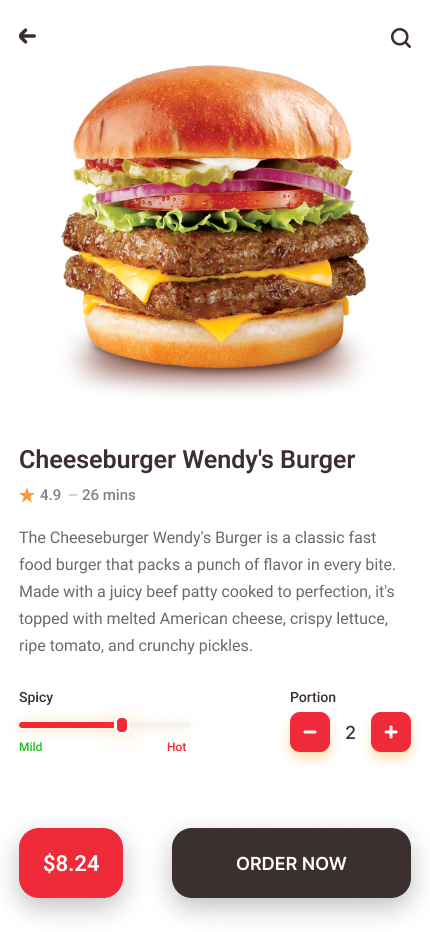 Cheeseburger Wendy's Burger
4.9 — 26 mins
The Cheeseburger Wendy's Burger is a classic fast
food burger that packs a punch of flavor in every bite.
Made with a juicy beef patty cooked to perfection, it's
topped with melted American cheese, crispy lettuce,
ripe tomato, and crunchy pickles.
Spicy
Portion
2
Mild
Hot
$8.24
ORDER NOW